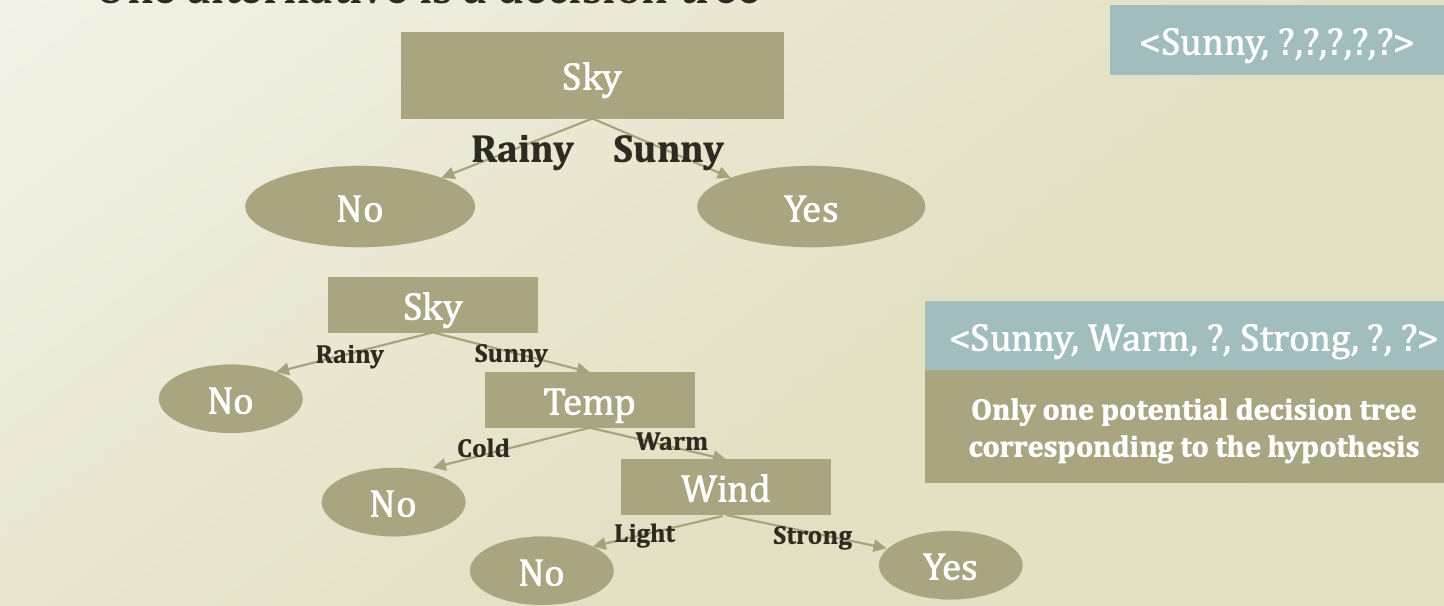 One alternative is a decision tree
<Sunny, ?,?,?,?,?>
Sky
Rainy Sunny
No Yes
Sky
Rainy Sunny
No
Temp
Cold Warm
No
Wind
Light Strong
No Yes
<Sunny, Warm, ?, Strong, ?, ?>
Only one potential decision tree
corresponding to the hypothesis